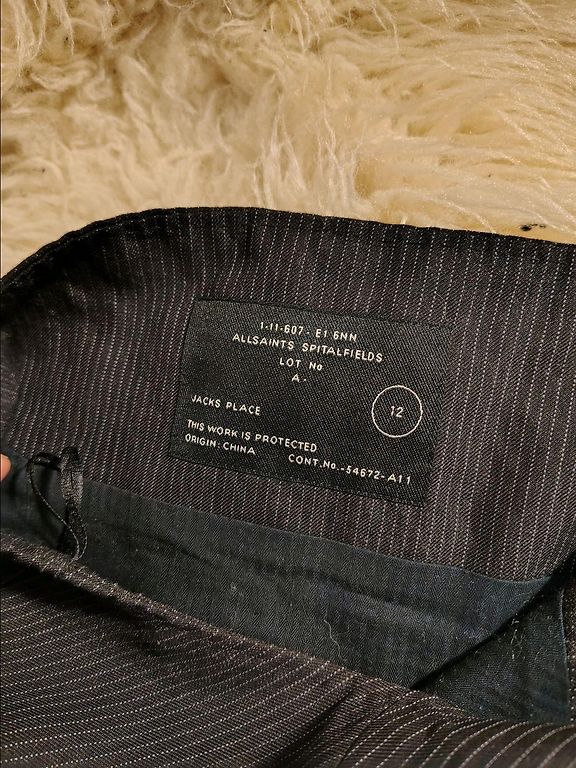 1-11-607 - E1 6NN
ALLSAINTS SPITALFIELDS
LOT No
A-
JACKS PLACE
12
THIS WORK IS PROTECTED
ORIGIN: CHINA
CONT.No.-54672-A11